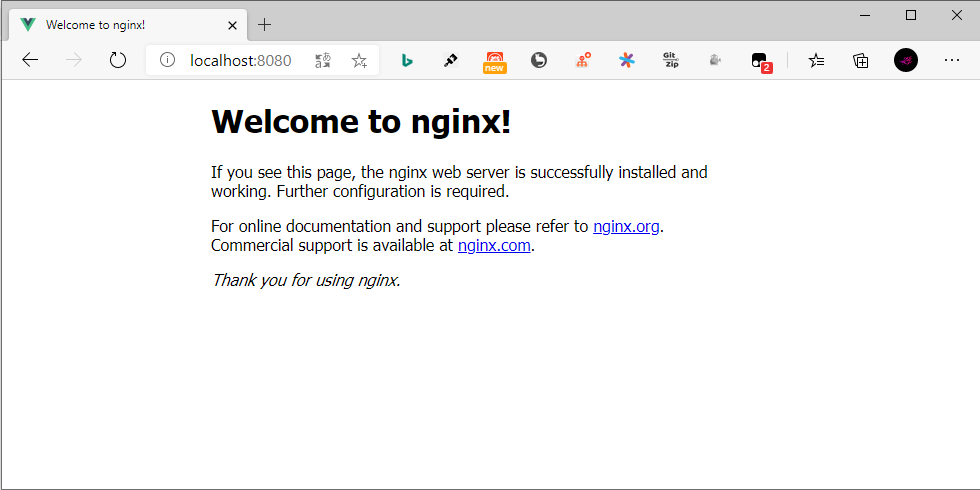 Welcome to nginx!
localhost:8080
new
Git
zip
2
Welcome to nginx!
If you see this page, the nginx web server is successfully installed and
working. Further configuration is required.
For online documentation and support please refer to nginx.org.
Commercial support is available at nginx.com.
Thank you for using nginx.